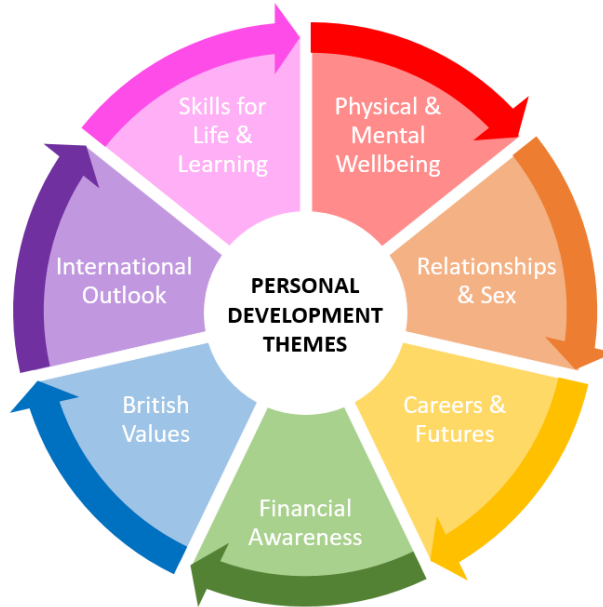 PERSONAL
DEVELOPMENT
THEMES
Physical &
Mental
Wellbeing
Relationships
& Sex
Careers &
Futures
Financial
Awareness
British
Values
International
Outlook
Skills for
Life &
Learning